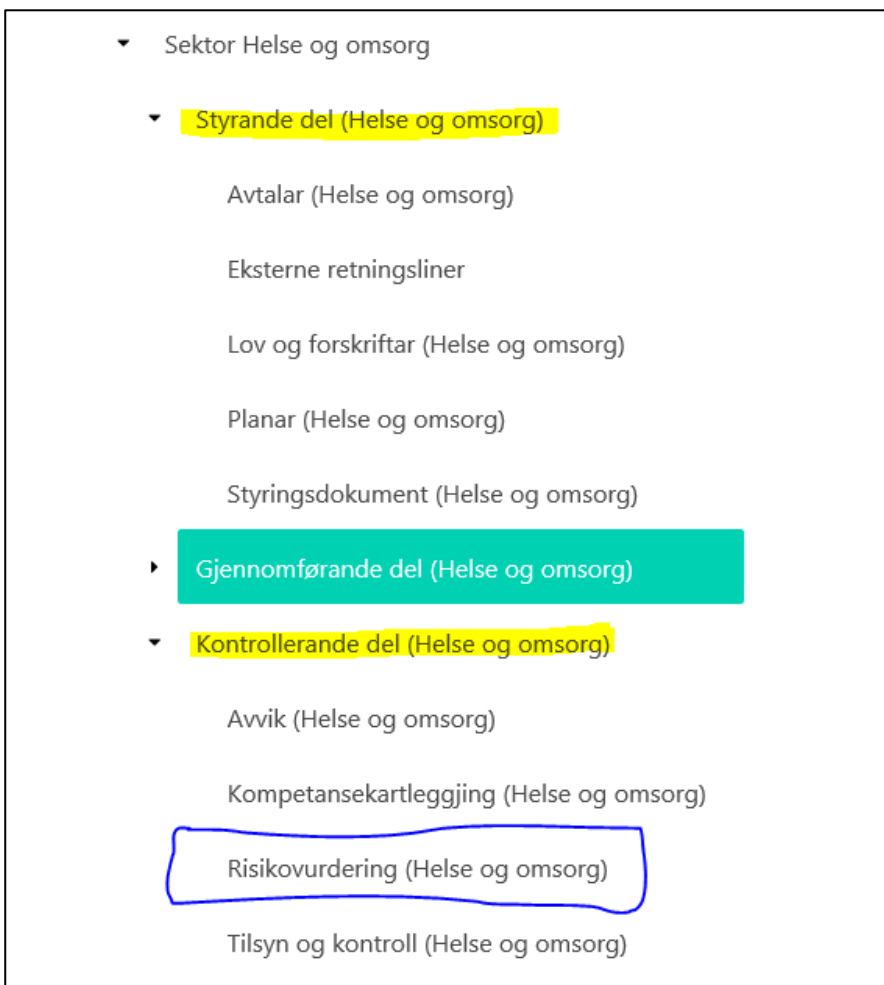 Sektor Helse og omsorg
Styrande del (Helse og omsorg)
Avtalar (Helse og omsorg)
Eksterne retningsliner
Lov og forskriftar (Helse og omsorg)
Planar (Helse og omsorg)
Styringsdokument (Helse og omsorg)
Gjennomførande del (Helse og omsorg)
Kontrollerande del (Helse og omsorg)
Avvik (Helse og omsorg)
Kompetansekartleggjing (Helse og omsorg)
Risikovurdering (Helse og omsorg)
Tilsyn og kontroll (Helse og omsorg)